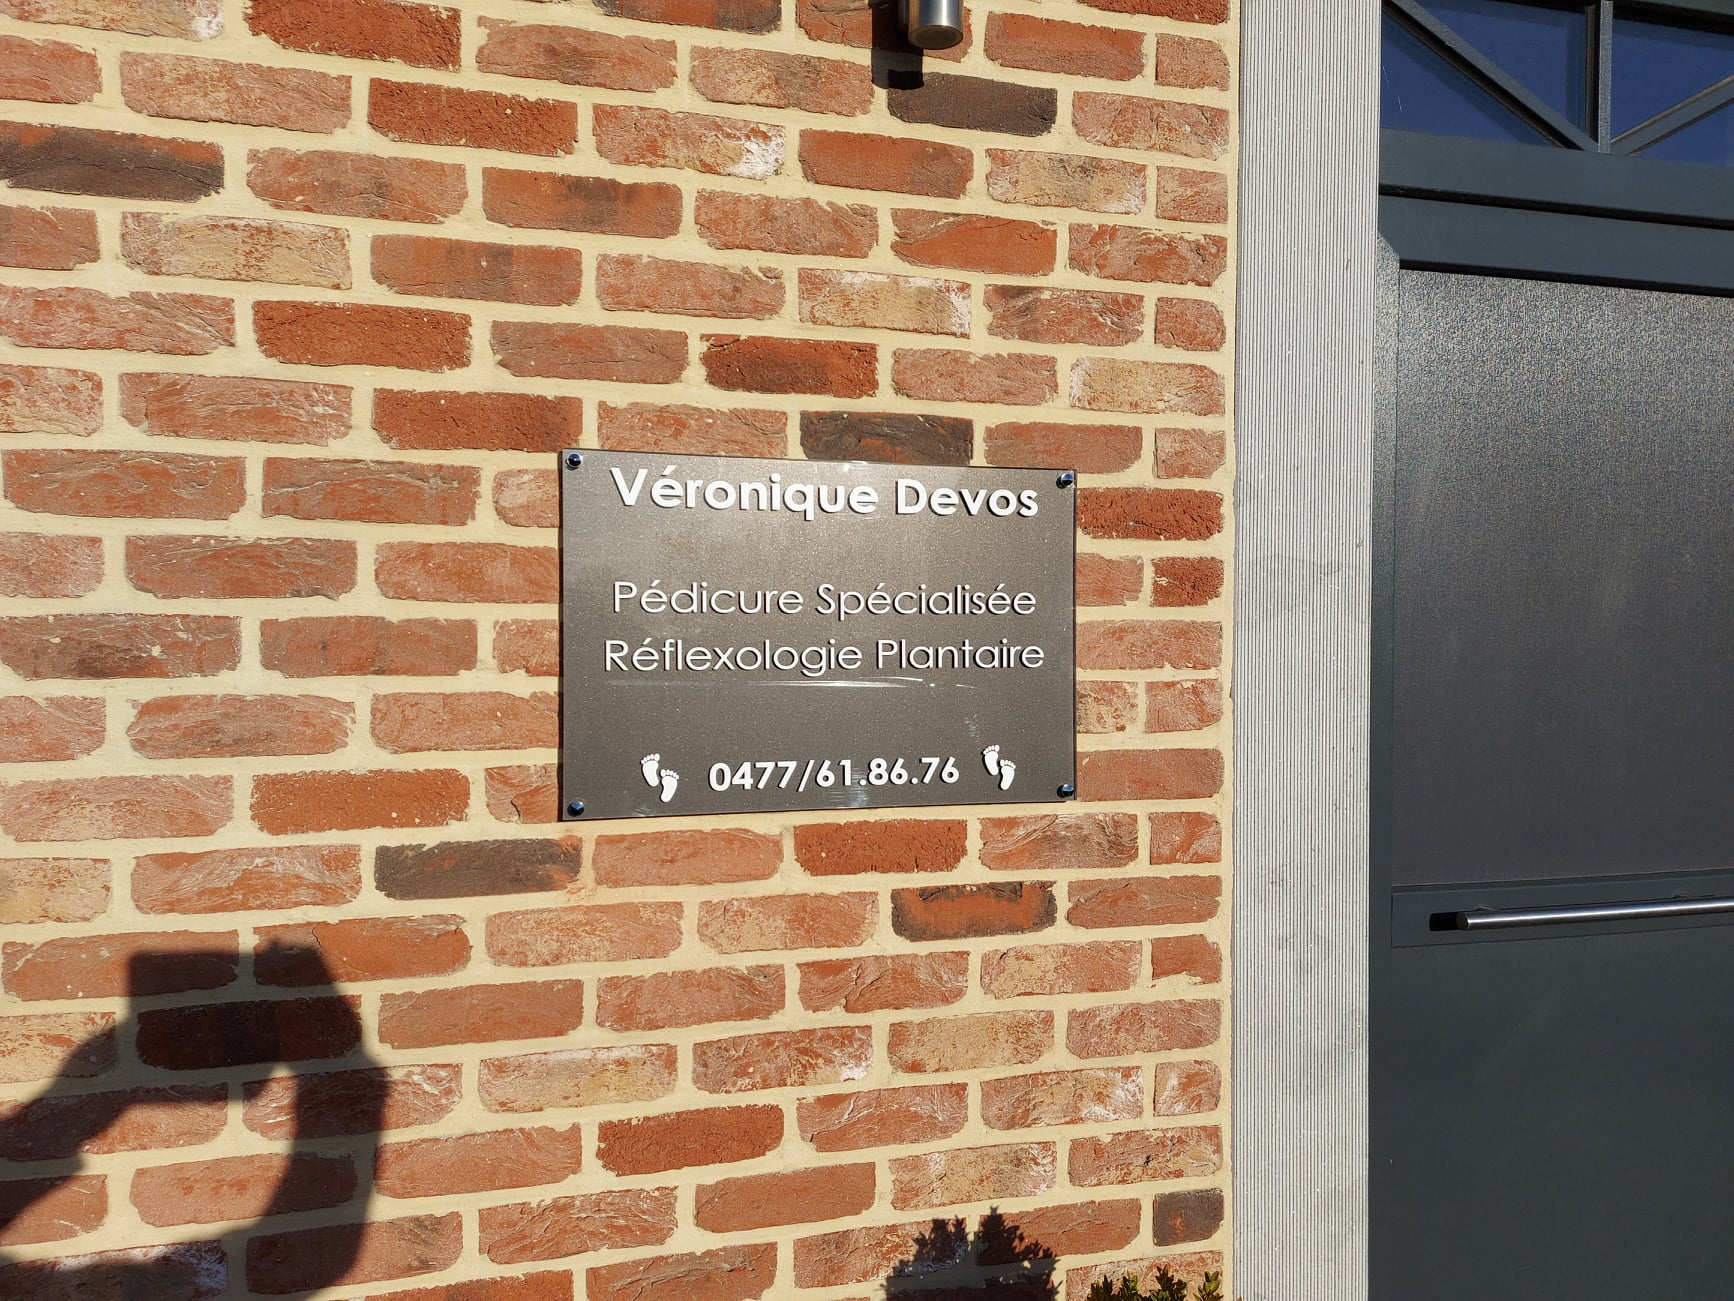 Véronique Devos
Pédicure Spécialisée
Réflexologie Plantaire
0477/61.86.76